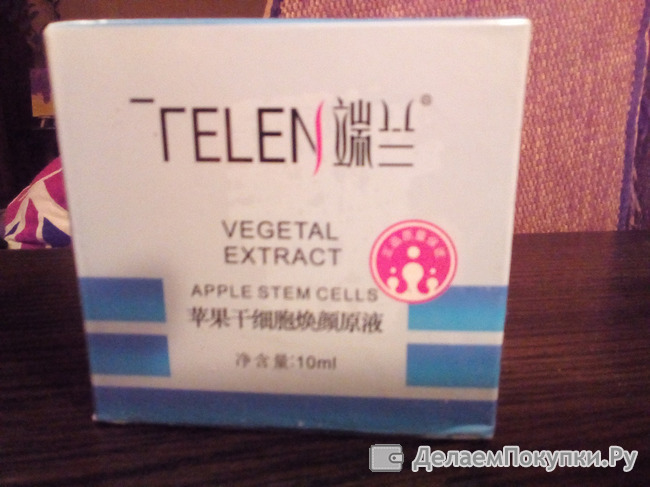 TELEN 端兰®
VEGETAL
EXTRACT
APPLE STEM CELLS
苹果干细胞焕颜原液
净含量:10ml
ДелаемПокупки.Ру